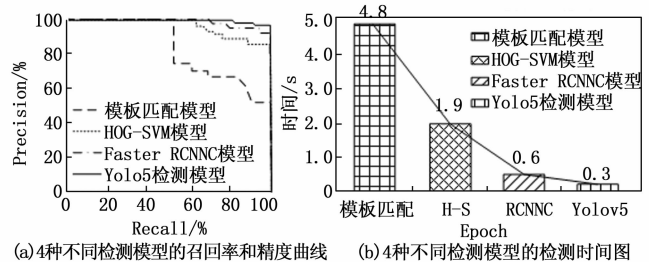 100
80
60
40
20
0
Precision/%
模板匹配模型
HOG-SVM模型
Faster RCNNC模型
Yolo5检测模型
0 20 40 60 80 100
Recall/%
(a)4种不同检测模型的召回率和精度曲线
5.0
4.0
3.0
2.0
1.0
0
时间/s
4.8
1.9
0.6
0.3
模板匹配模型
HOG-SVM模型
Faster RCNNC模型
Yolo5检测模型
模板匹配 H-S RCNNC Yolov5
Epoch
(b)4种不同检测模型的检测时间图